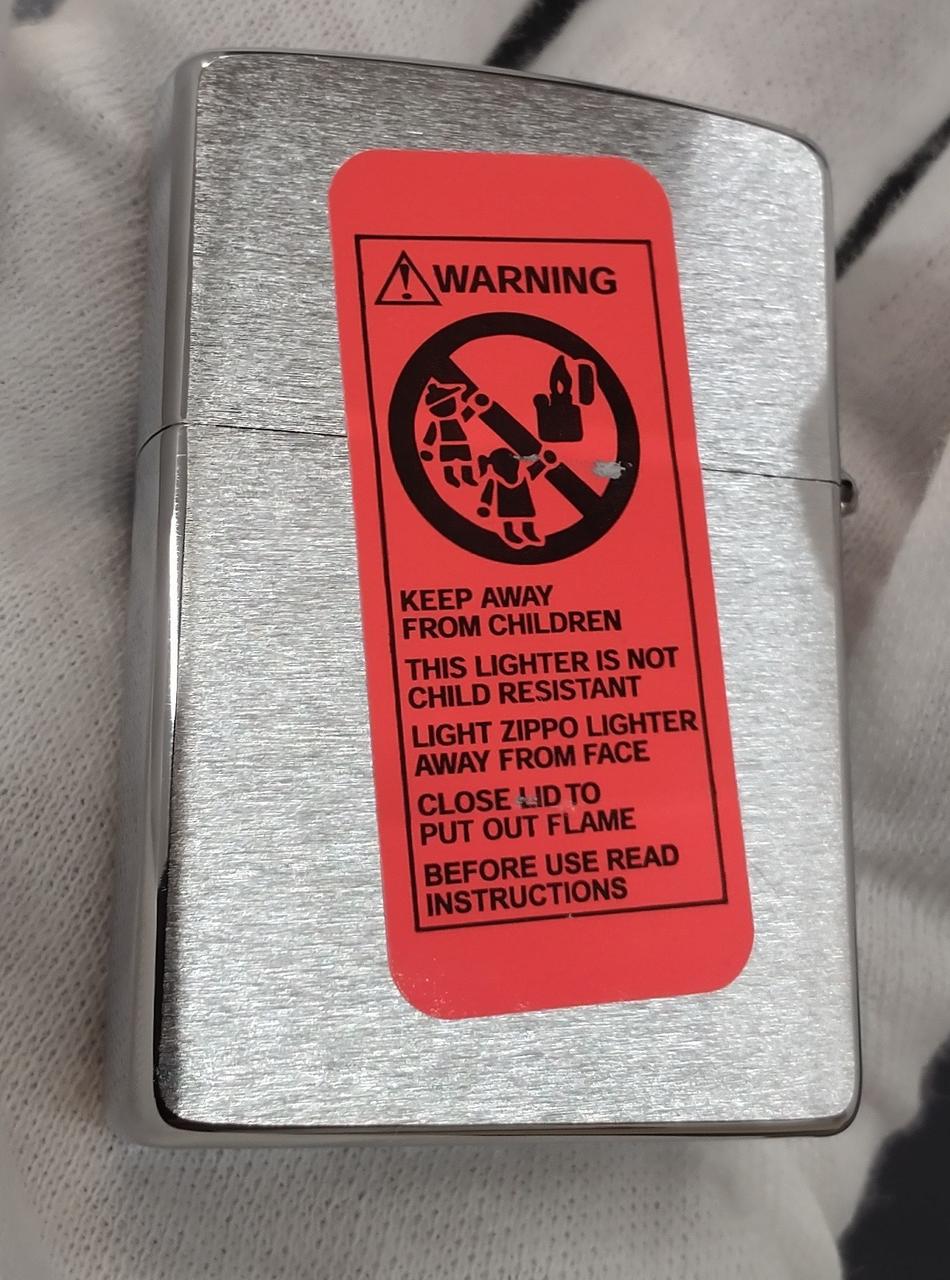 WARNING
KEEP AWAY
FROM CHILDREN
THIS LIGHTER IS NOT
CHILD RESISTANT
LIGHT ZIPPO LIGHTER
AWAY FROM FACE
CLOSE LID TO
PUT OUT FLAME
BEFORE USE READ
INSTRUCTIONS